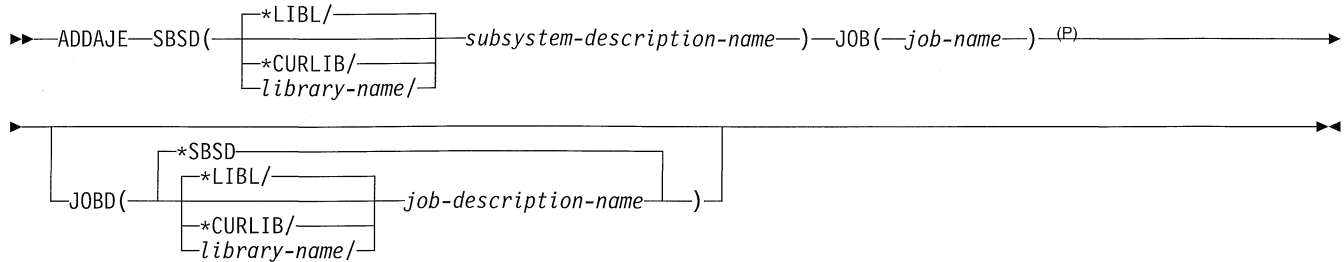 *LIBL/
ADDAJE SBSD( subsystem-description-name ) JOB( job-name ) (P)
*CURLIB/
library-name/
*SBSD
*LIBL/
JOBD( job-description-name )
*CURLIB/
library-name/